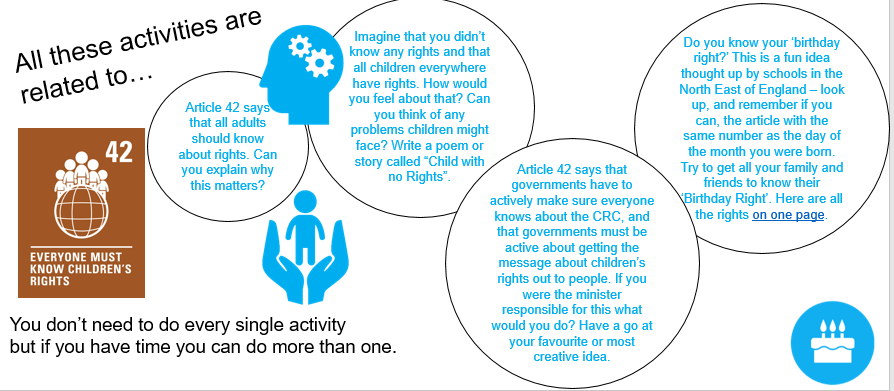 All these activities are
related to…
42
EVERYONE MUST
KNOW CHILDREN'S
RIGHTS
Article 42 says
that all adults
should know
about rights. Can
you explain why
this matters?
Imagine that you didn't
know any rights and that
all children everywhere
have rights. How would
you feel about that? Can
you think of any
problems children might
face? Write a poem or
story called “Child with
no Rights”.
Article 42 says that
governments have to
actively make sure everyone
knows about the CRC, and
that governments must be
active about getting the
message about children's
rights out to people. If you
were the minister
responsible for this what
would you do? Have a go at
your favourite or most
creative idea.
Do you know your ‘birthday
right?’ This is a fun idea
thought up by schools in the
North East of England – look
up, and remember if you
can, the article with the
same number as the day of
the month you were born.
Try to get all your family and
friends to know their
‘Birthday Right’. Here are all
the rights on one page.
You don't need to do every single activity
but if you have time you can do more than one.